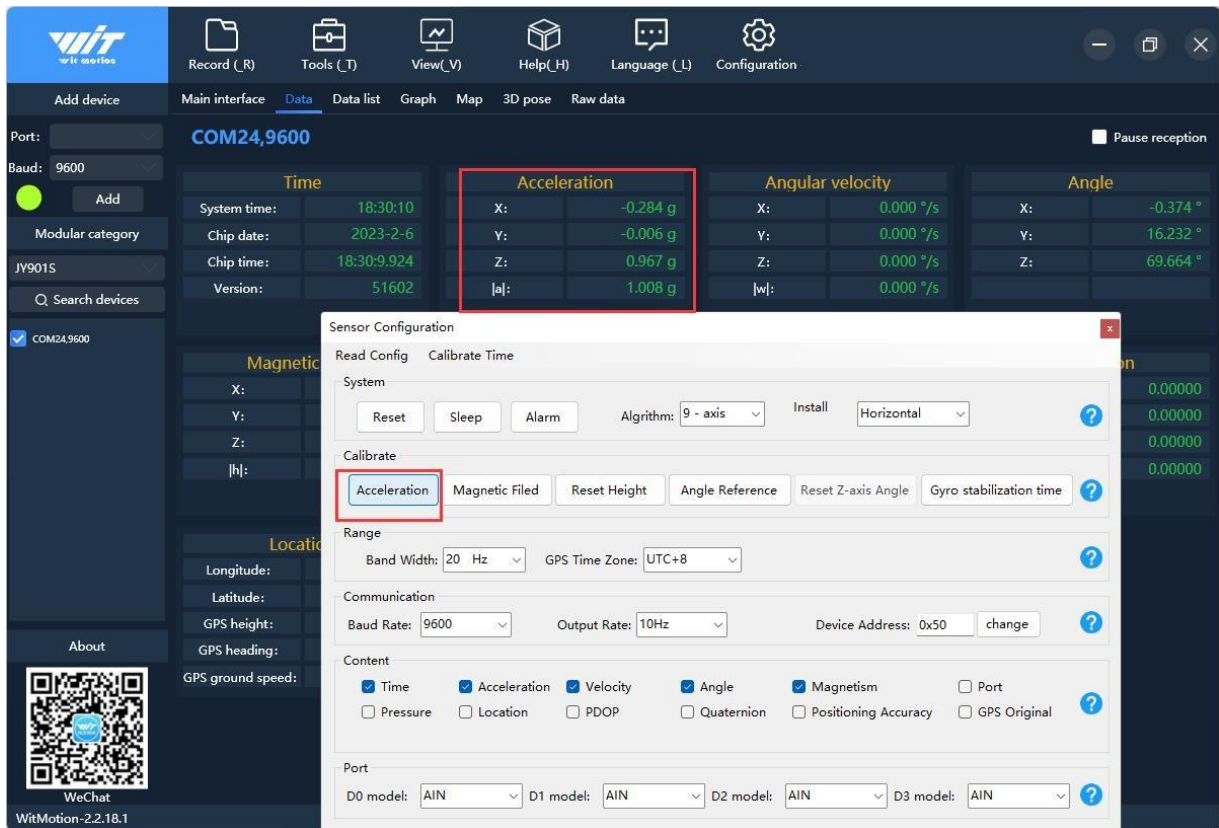 WiT
wit motion
Record (_R)
Tools (_T)
View(_V)
Help(_H)
Language (_L)
Configuration
Add device
Main interface Data Data list Graph Map 3D pose Raw data
Port:
COM24,9600
Pause reception
Baud: 9600
Add
Time
System time: 18:30:10
Chip date: 2023-2-6
Chip time: 18:30:9.924
Version: 51602
Acceleration
X: -0.284 g
Y: -0.006 g
Z: 0.967 g
|a|: 1.008 g
Angular velocity
X: 0.000 °/s
Y: 0.000 °/s
Z: 0.000 °/s
|w|: 0.000 °/s
Angle
X: -0.374 °
Y: 16.232 °
Z: 69.664 °
Modular category
JY901S
Search devices
COM24,9600
Magnetic
X:
Y:
Z:
|h|:
on
0.00000
0.00000
0.00000
0.00000
Locatio
Longitude:
Latitude:
GPS height:
GPS heading:
GPS ground speed:
Sensor Configuration
x
Read Config Calibrate Time
System
Reset Sleep Alarm Algrithm: 9 - axis Install Horizontal ?
Calibrate
Acceleration Magnetic Filed Reset Height Angle Reference Reset Z-axis Angle Gyro stabilization time ?
Range
Band Width: 20 Hz GPS Time Zone: UTC+8 ?
Communication
Baud Rate: 9600 Output Rate: 10Hz Device Address: 0x50 change ?
Content
Time Acceleration Velocity Angle Magnetism Port
Pressure Location PDOP Quaternion Positioning Accuracy GPS Original ?
Port
D0 model: AIN D1 model: AIN D2 model: AIN D3 model: AIN ?
About
WeChat
WitMotion-2.2.18.1